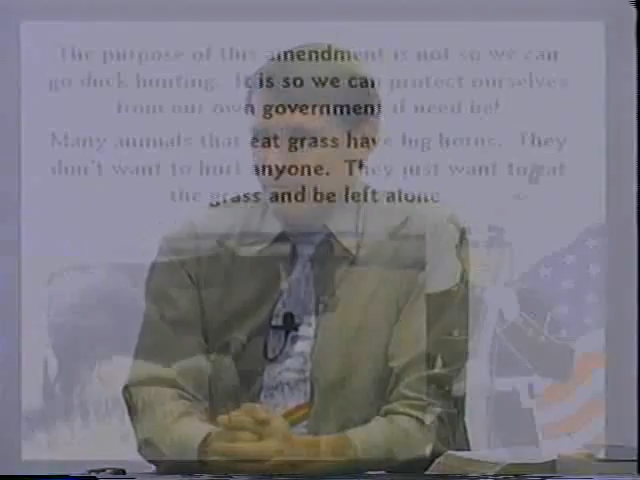 The purpose of this amendment is not so we can
go duck hunting. It is so we can protect ourselves
from our own government if need be!
Many animals that eat grass have big horns. They
don't want to hurt anyone. They just want to eat
the grass and be left alone